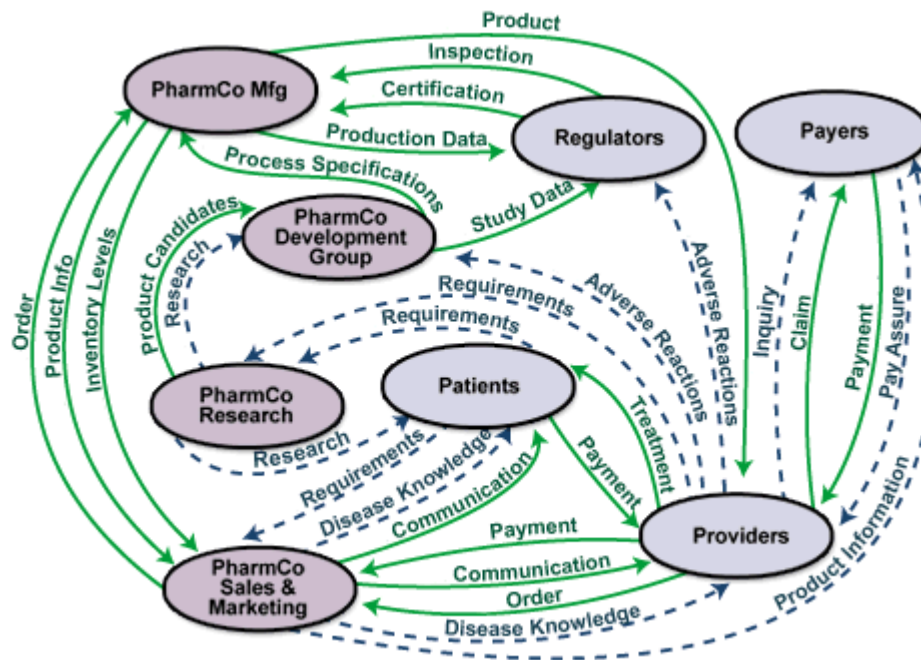 Product
Inspection
PharmCo Mfg
Certification
Regulators
Payers
Production Data
Process Specifications
Product Candidates
PharmCo
Development
Group
Study Data
Research
Order
Product Info
Inventory Levels
Requirements
Adverse Reactions
Adverse Reactions
Inquiry
Claim
Payment
Pay Assure
Requirements
PharmCo
Research
Patients
Treatment
Research
Requirements
Disease Knowledge
Communication
Payment
Providers
Product Information
Payment
PharmCo
Sales &
Marketing
Communication
Order
Disease Knowledge